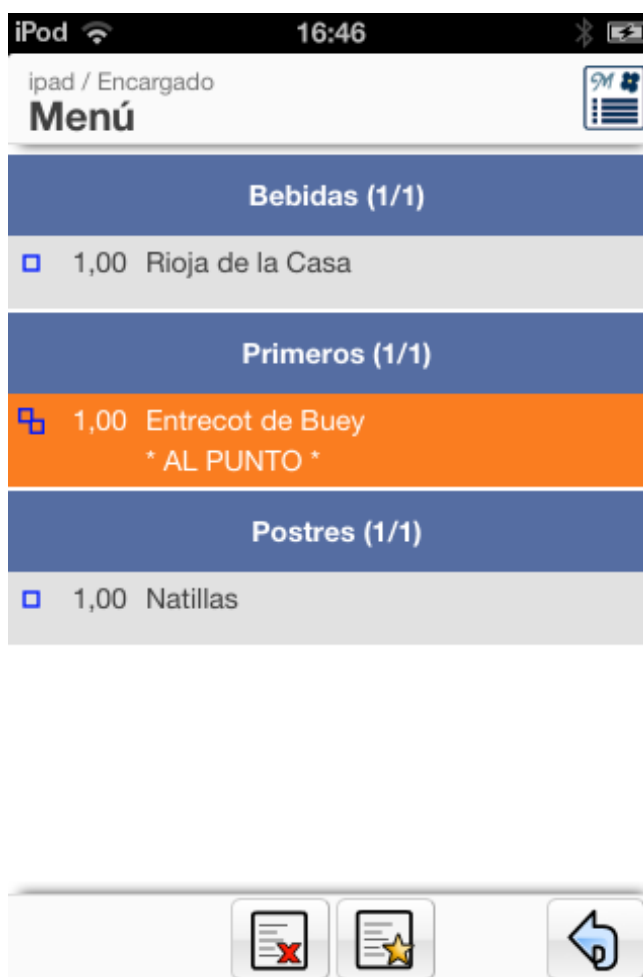 iPod 16:46
ipad / Encargado
Menú
M
Bebidas (1/1)
1,00 Rioja de la Casa
Primeros (1/1)
1,00 Entrecot de Buey
* AL PUNTO *
Postres (1/1)
1,00 Natillas